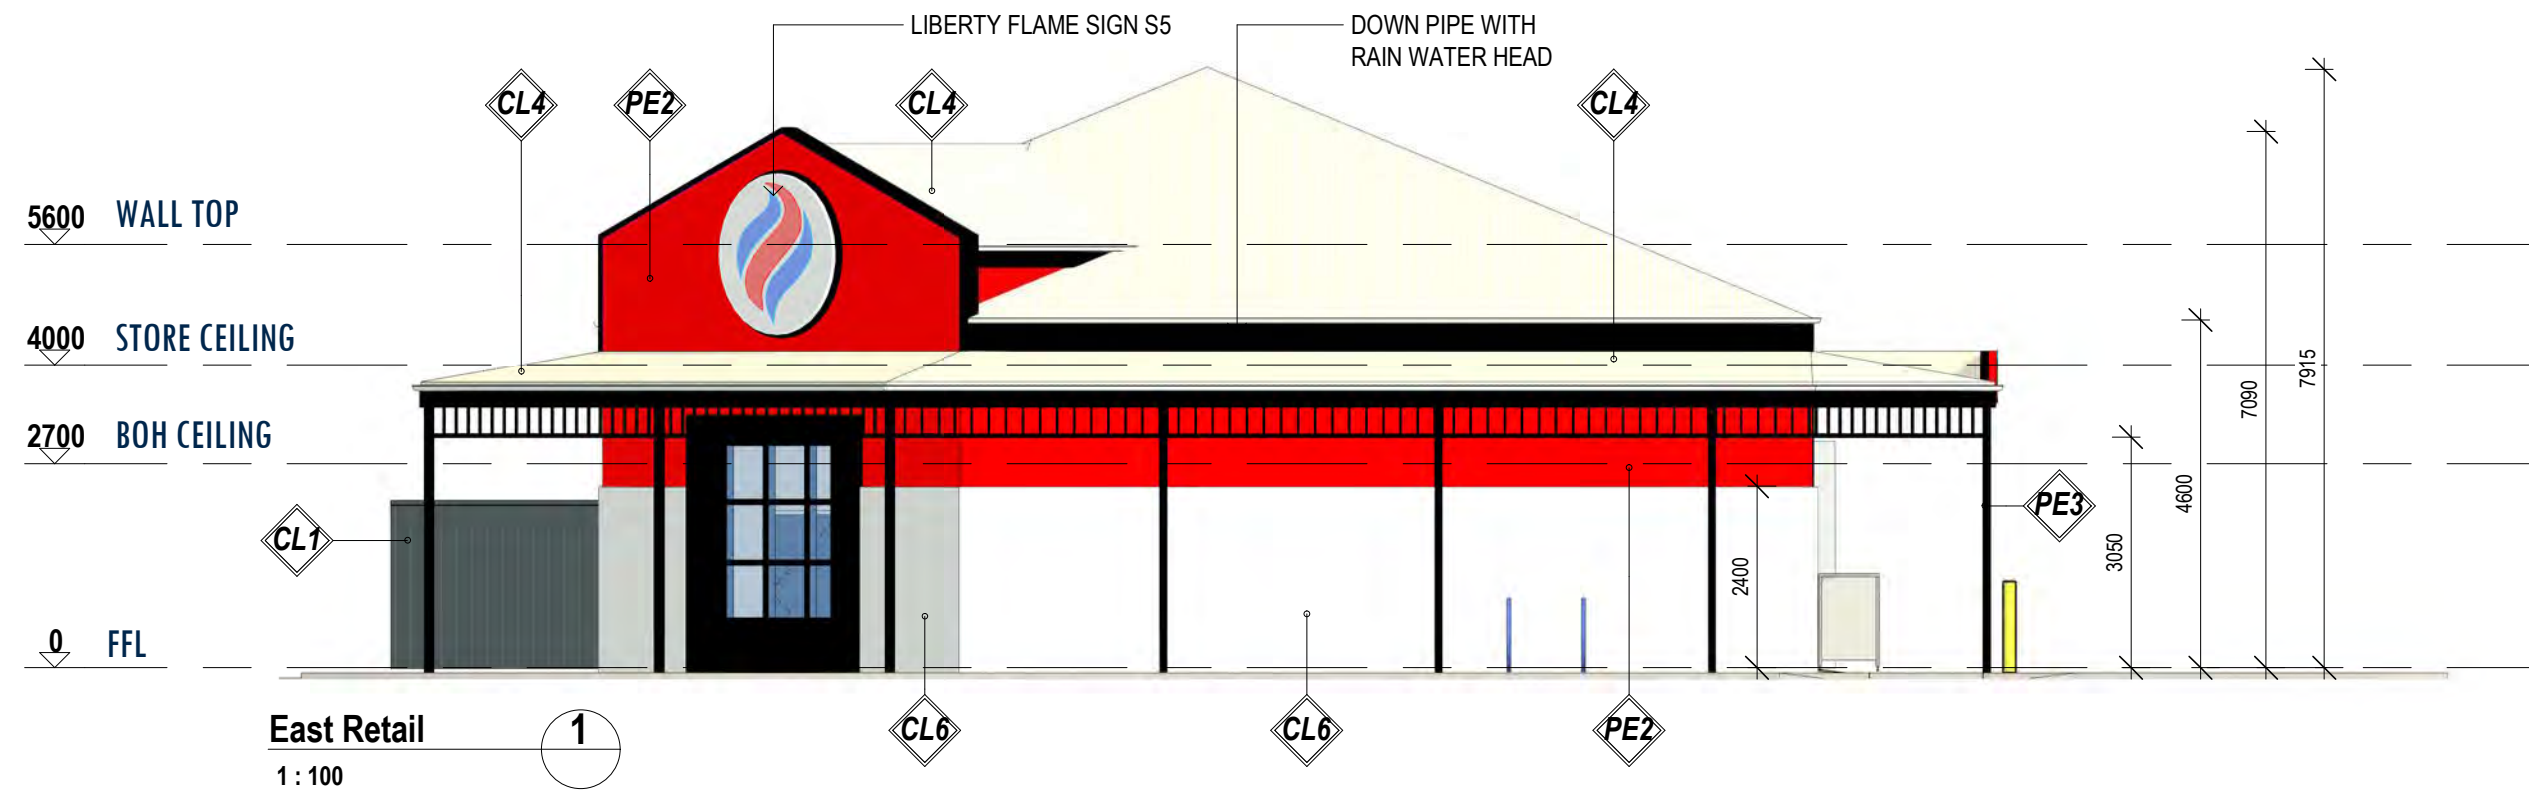 LIBERTY FLAME SIGN S5
DOWN PIPE WITH
RAIN WATER HEAD
CL4
PE2
CL4
CL4
5600 WALL TOP
4000 STORE CEILING
2700 BOH CEILING
0 FFL
CL1
PE3
2400
3050
4600
7090
7915
CL6
CL6
PE2
East Retail
1
1 : 100